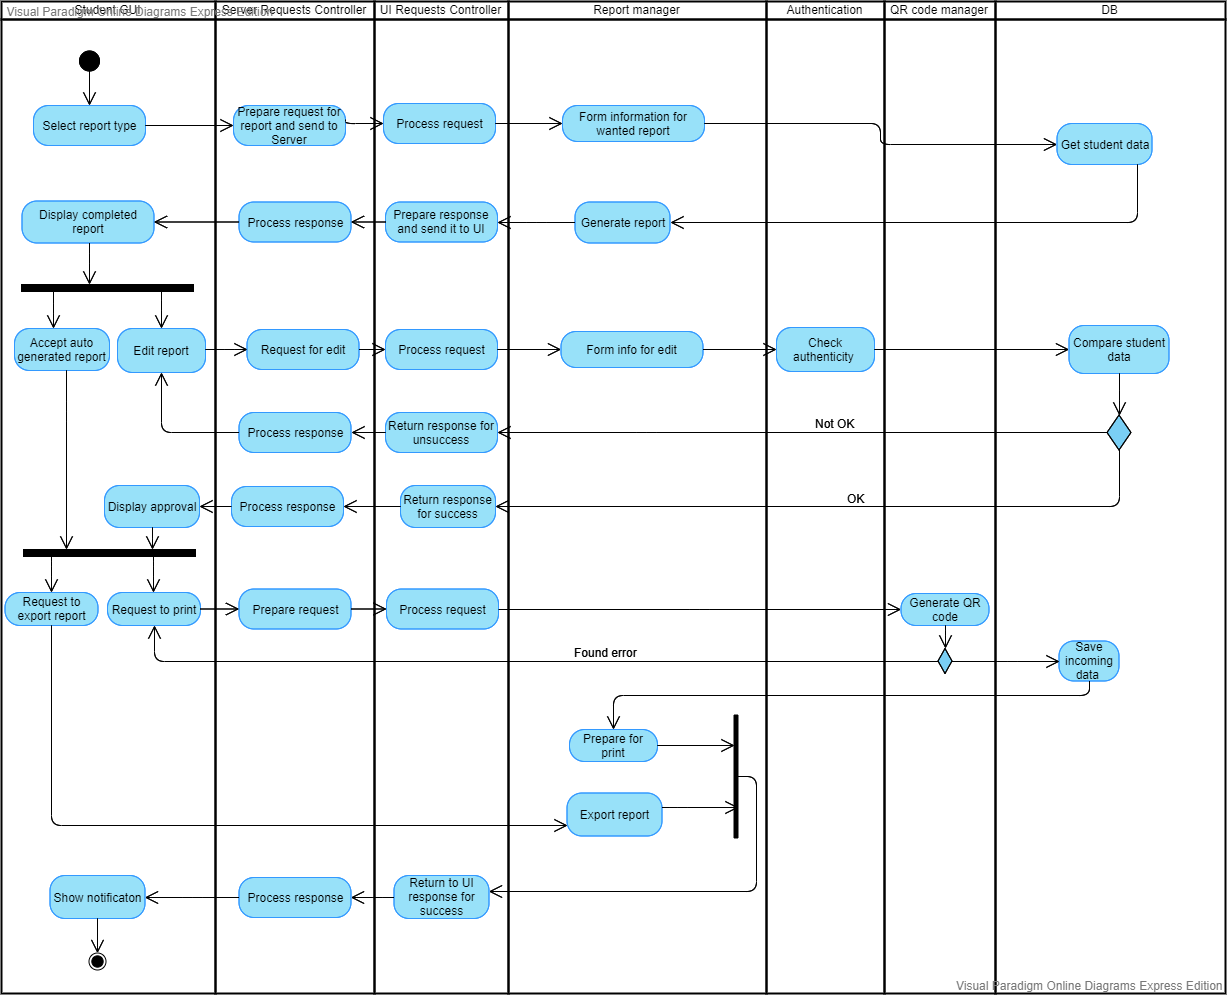 Visual Paradigm Online Diagrams Express Edition
Student GUI
Server Requests Controller
UI Requests Controller
Report manager
Authentication
QR code manager
DB
Select report type
Prepare request for
report and send to
Server
Process request
Form information for
wanted report
Get student data
Display completed
report
Process response
Prepare response
and send it to UI
Generate report
Accept auto
generated report
Edit report
Request for edit
Process request
Form info for edit
Check
authenticity
Compare student
data
Process response
Return response for
unsuccess
Not OK
Display approval
Process response
Return response
for success
OK
Request to
export report
Request to print
Prepare request
Process request
Generate QR
code
Found error
Save
incoming
data
Prepare for
print
Export report
Show notificaton
Process response
Return to UI
response for
success
Visual Paradigm Online Diagrams Express Edition